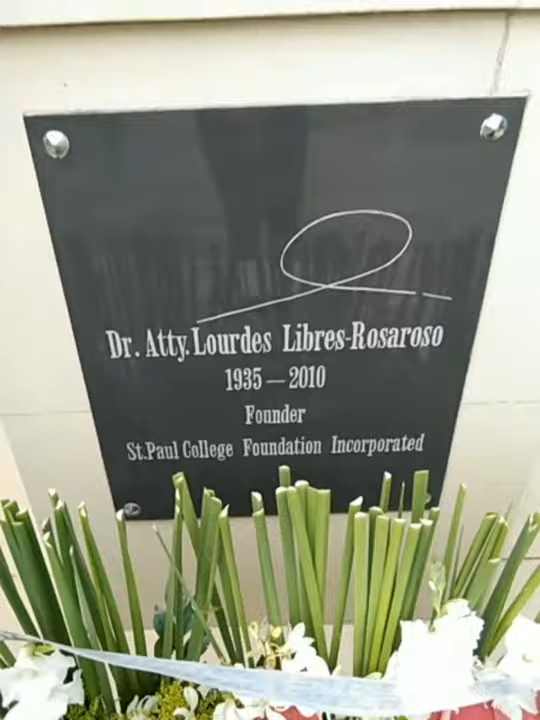 Dr. Atty. Lourdes Libres-Rosaroso
1935 — 2010
Founder
St. Paul College Foundation Incorporated